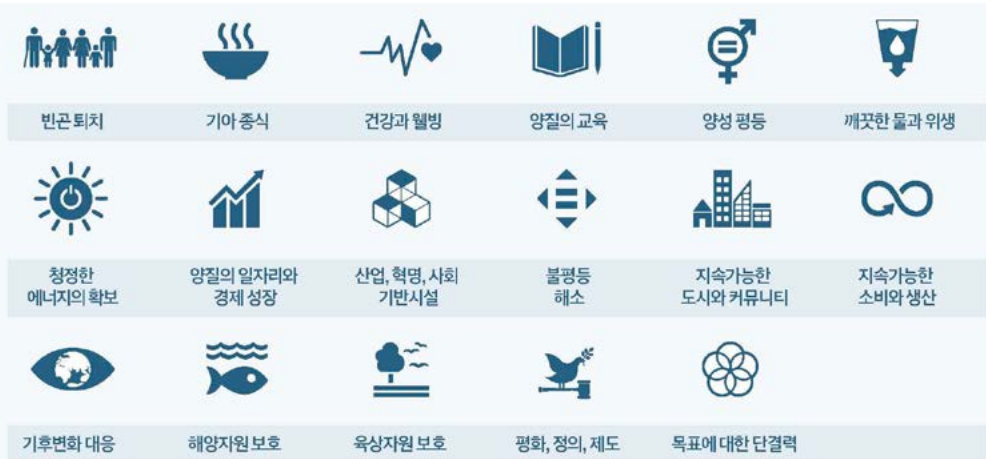 빈곤 퇴치
기아 종식
건강과 웰빙
양질의 교육
양성 평등
깨끗한 물과 위생
청정한
에너지의 확보
양질의 일자리와
경제 성장
산업, 혁명, 사회
기반시설
불평등
해소
지속가능한
도시와 커뮤니티
지속가능한
소비와 생산
기후변화 대응
해양자원 보호
육상자원 보호
평화, 정의, 제도
목표에 대한 단결력